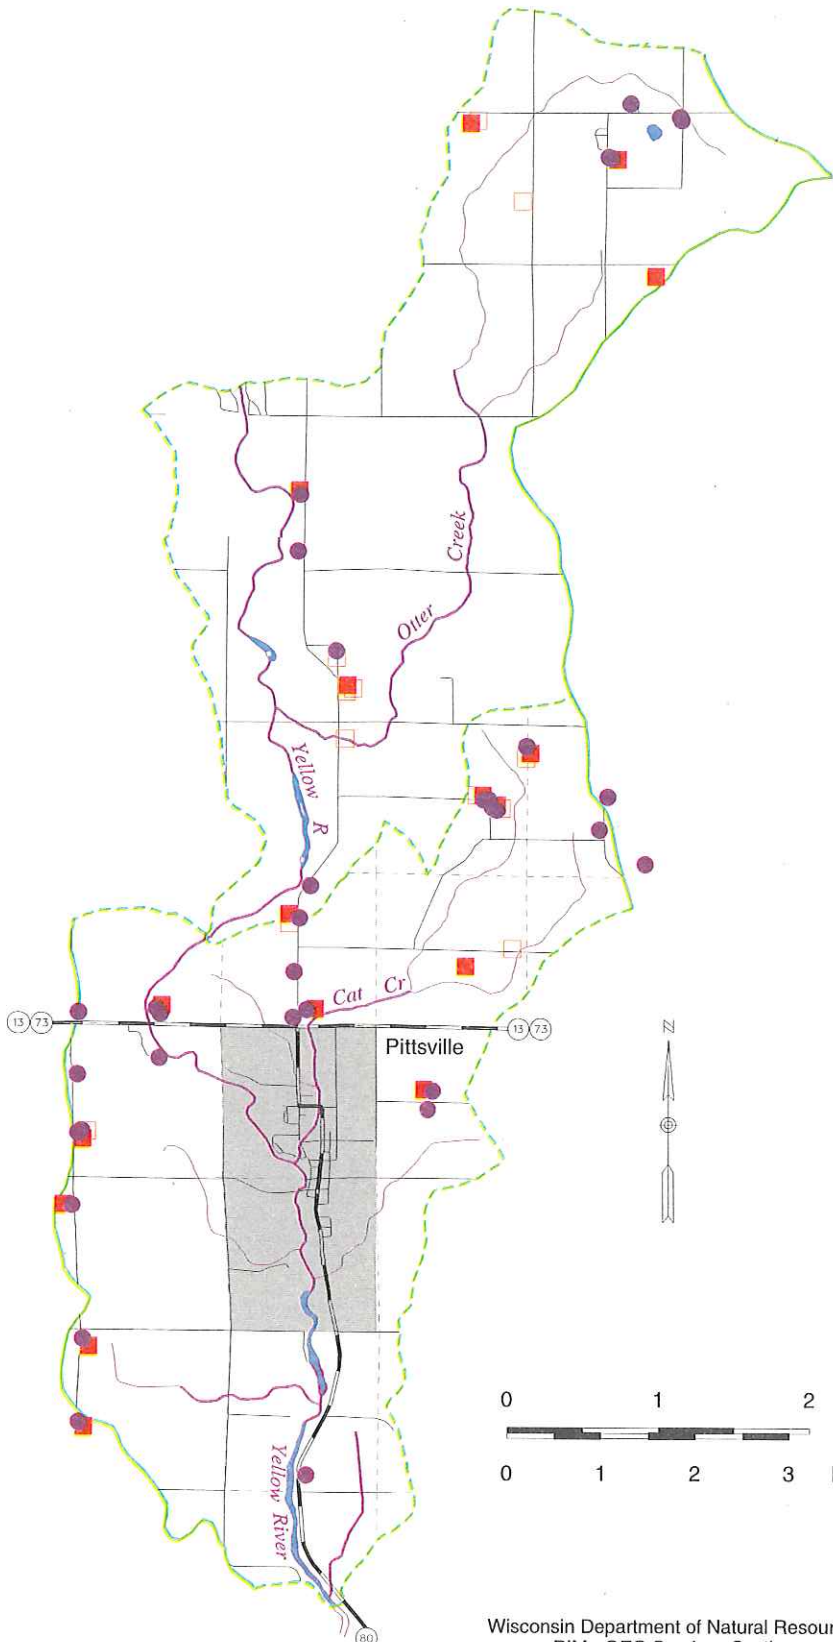 Creek
Otter
Yellow R
Cat Cr
13 73
13 73
Pittsville
N
0 1 2
0 1 2 3
Yellow River
80
Wisconsin Department of Natural Resour